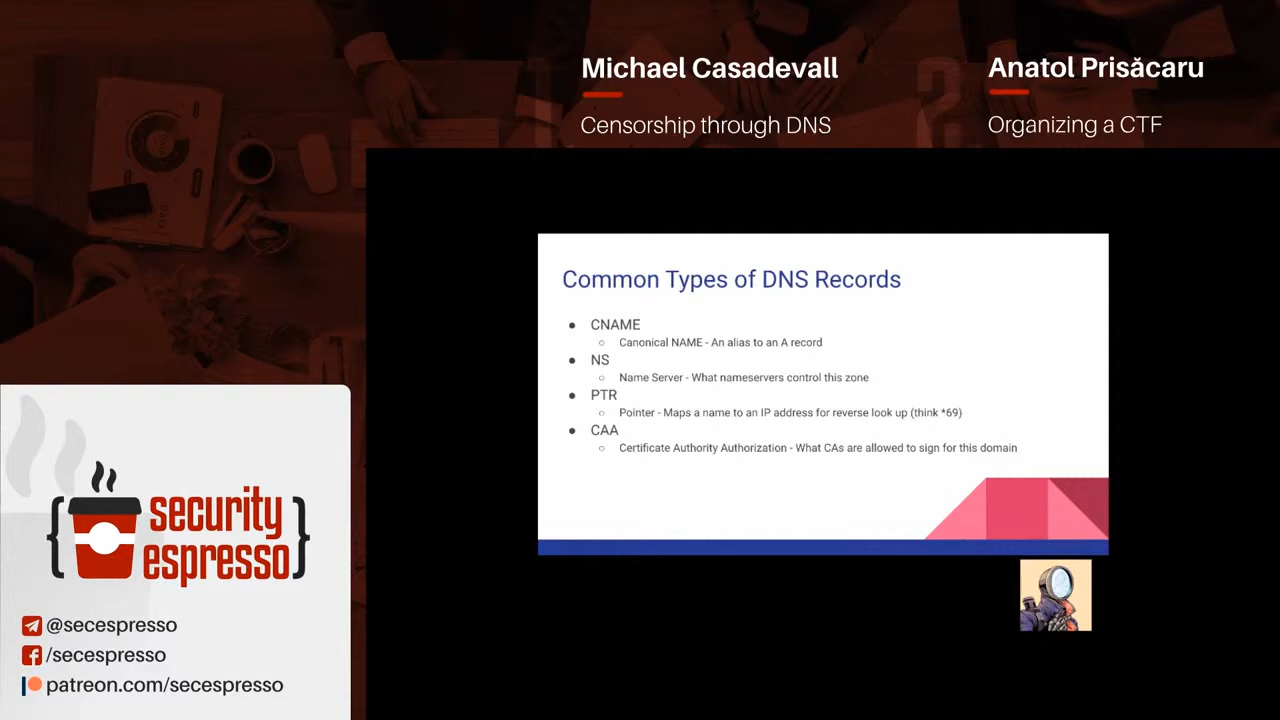 Michael Casadevall
Censorship through DNS
Anatol Prisăcaru
Organizing a CTF
Common Types of DNS Records
CNAME
Canonical NAME - An alias to an A record
NS
Name Server - What nameservers control this zone
PTR
Pointer - Maps a name to an IP address for reverse look up (think *69)
CAA
Certificate Authority Authorization - What CAs are allowed to sign for this domain
{security
espresso}
@secespresso
/secespresso
patreon.com/secespresso